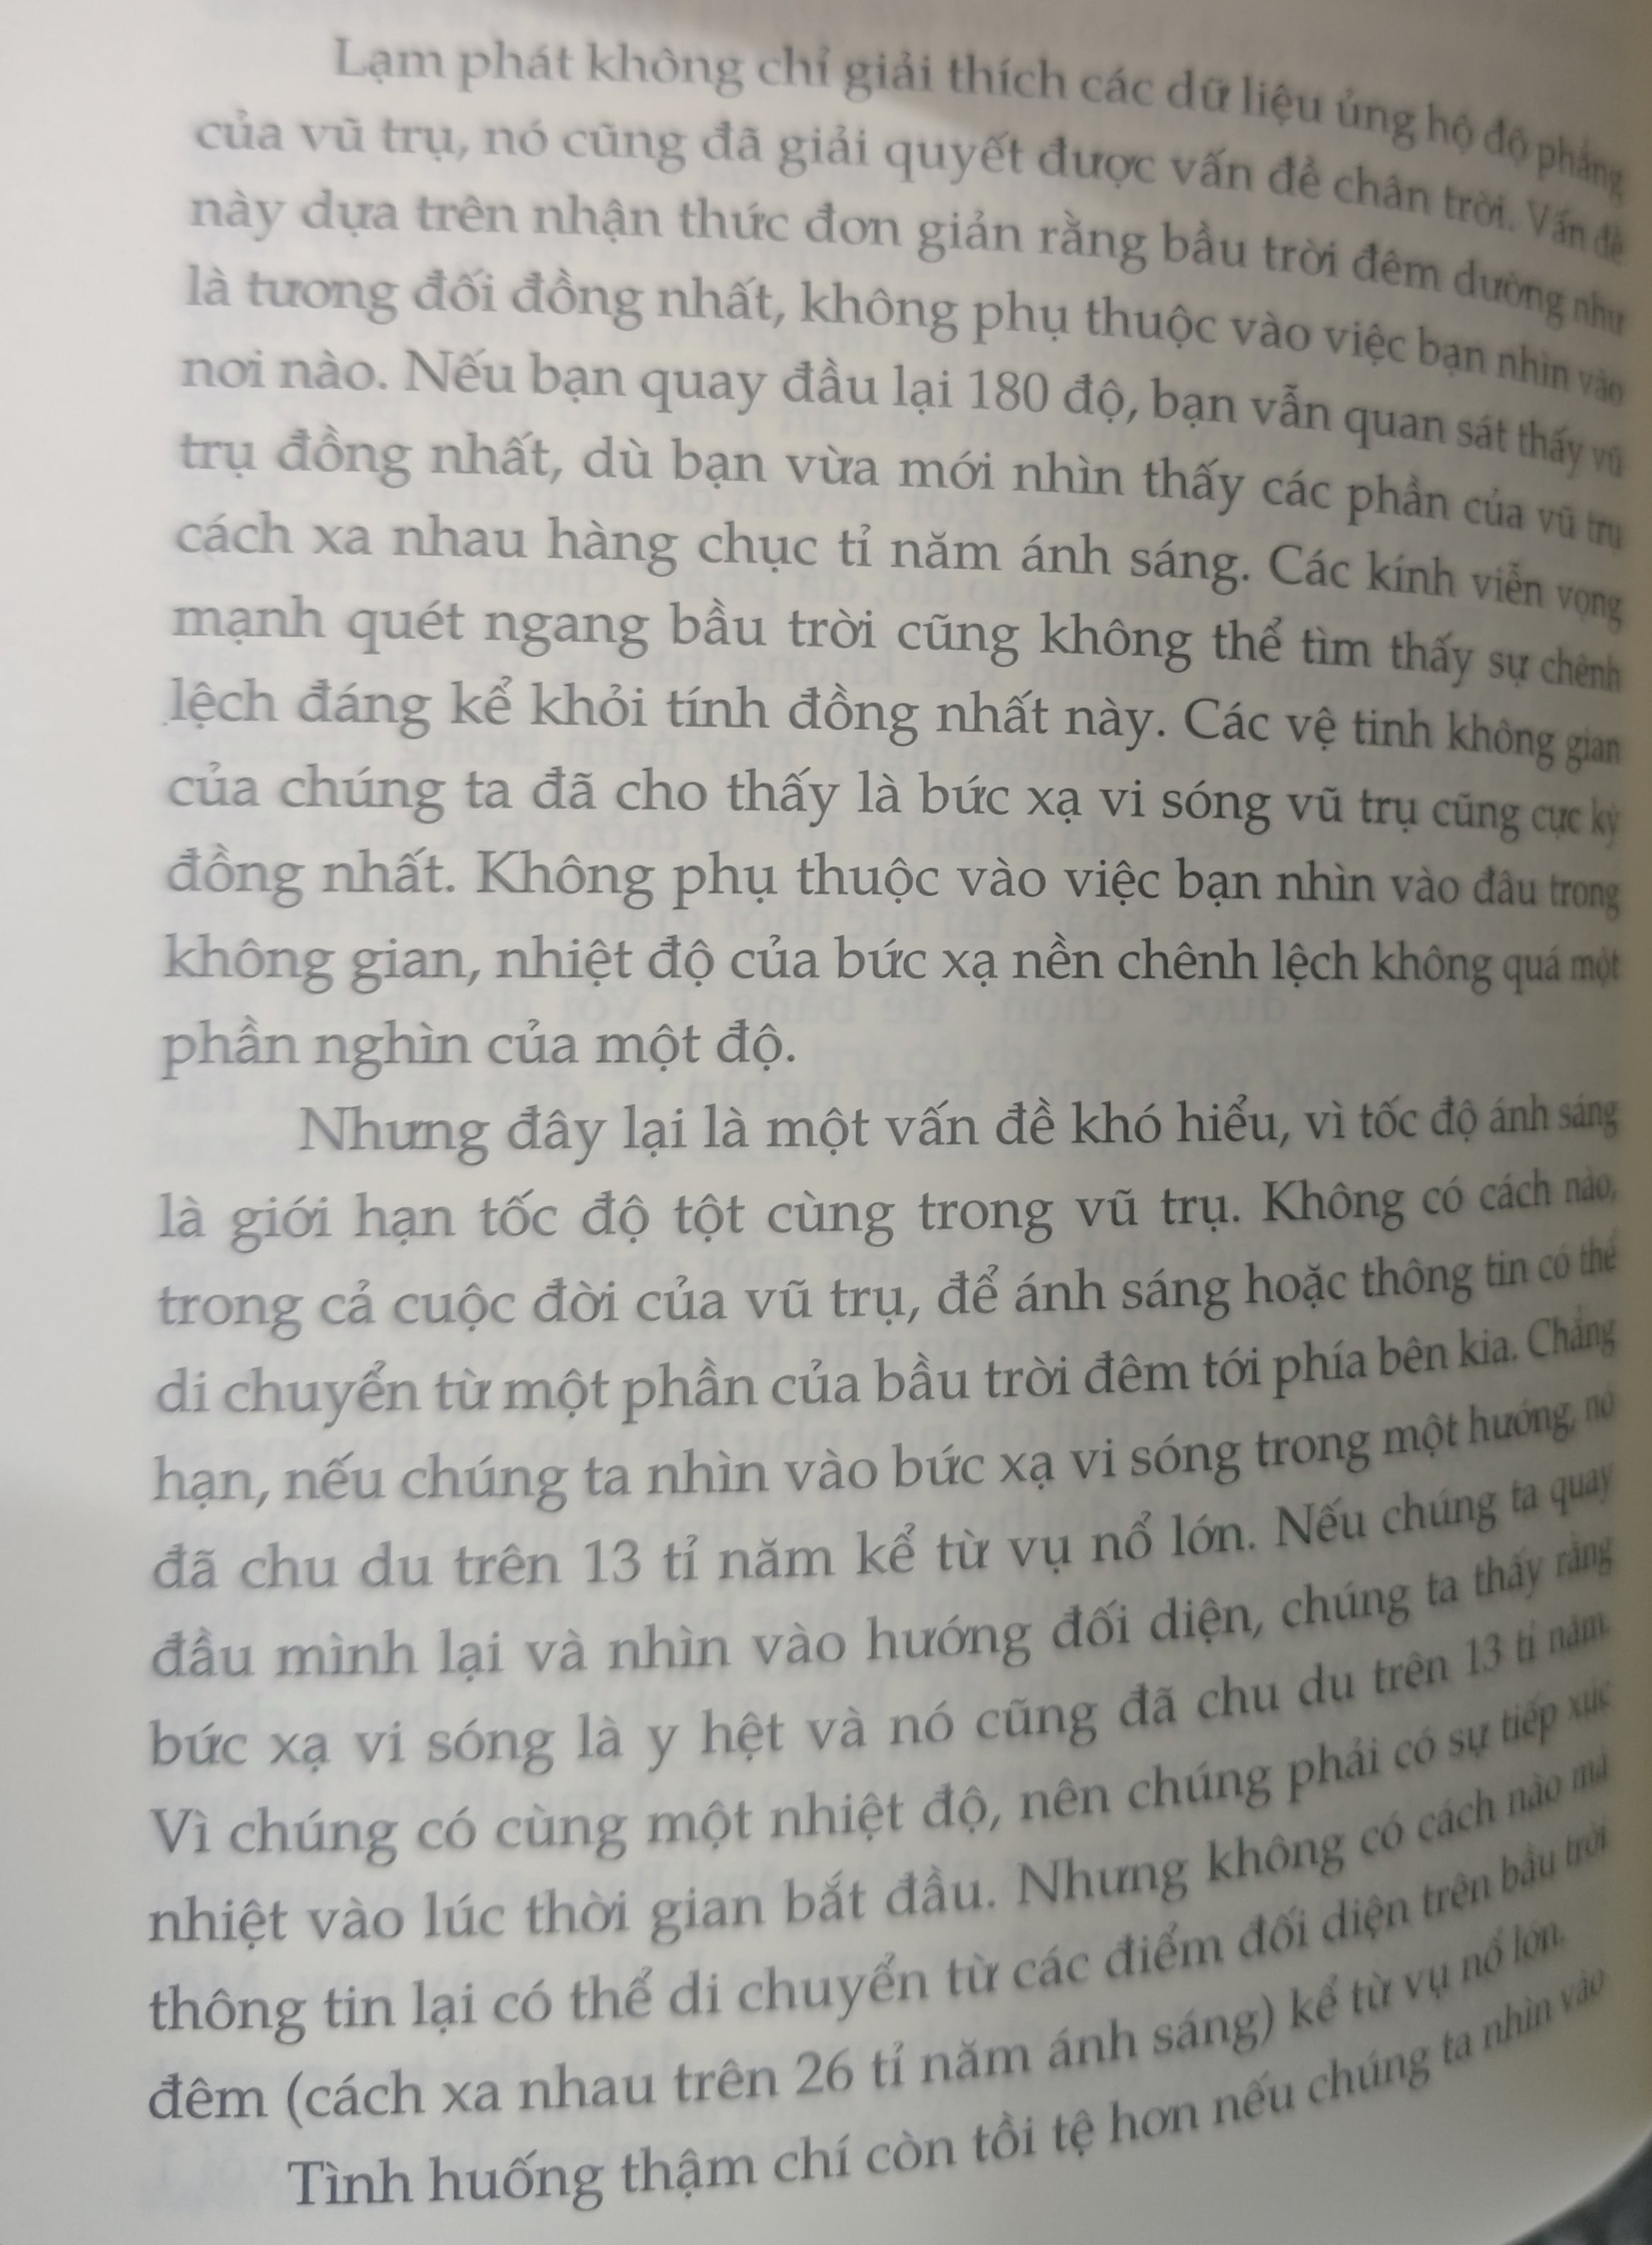 Lạm phát không chỉ giải thích các dữ liệu ủng hộ độ phẳng
của vũ trụ, nó cũng đã giải quyết được vấn đề chân trời. Vấn đề
này dựa trên nhận thức đơn giản rằng bầu trời đêm dường như
là tương đối đồng nhất, không phụ thuộc vào việc bạn nhìn vào
nơi nào. Nếu bạn quay đầu lại 180 độ, bạn vẫn quan sát thấy vũ
trụ đồng nhất, dù bạn vừa mới nhìn thấy các phần của vũ trụ
cách xa nhau hàng chục tỉ năm ánh sáng. Các kính viễn vọng
mạnh quét ngang bầu trời cũng không thể tìm thấy sự chênh
lệch đáng kể khỏi tính đồng nhất này. Các vệ tinh không gian
của chúng ta đã cho thấy là bức xạ vi sóng vũ trụ cũng cực kỳ
đồng nhất. Không phụ thuộc vào việc bạn nhìn vào đâu trong
không gian, nhiệt độ của bức xạ nền chênh lệch không quá một
phần nghìn của một độ.
Nhưng đây lại là một vấn đề khó hiểu, vì tốc độ ánh sáng
là giới hạn tốc độ tột cùng trong vũ trụ. Không có cách nào,
trong cả cuộc đời của vũ trụ, để ánh sáng hoặc thông tin có thể
di chuyển từ một phần của bầu trời đêm tới phía bên kia. Chẳng
hạn, nếu chúng ta nhìn vào bức xạ vi sóng trong một hướng, nó
đã chu du trên 13 tỉ năm kể từ vụ nổ lớn. Nếu chúng ta quay
đầu mình lại và nhìn vào hướng đối diện, chúng ta thấy rằng
bức xạ vi sóng là y hệt và nó cũng đã chu du trên 13 tỉ năm.
Vì chúng có cùng một nhiệt độ, nên chúng phải có sự tiếp xúc
nhiệt vào lúc thời gian bắt đầu. Nhưng không có cách nào mà
thông tin lại có thể di chuyển từ các điểm đối diện trên bầu trời
đêm (cách xa nhau trên 26 tỉ năm ánh sáng) kể từ vụ nổ lớn.
Tình huống thậm chí còn tồi tệ hơn nếu chúng ta nhìn vào